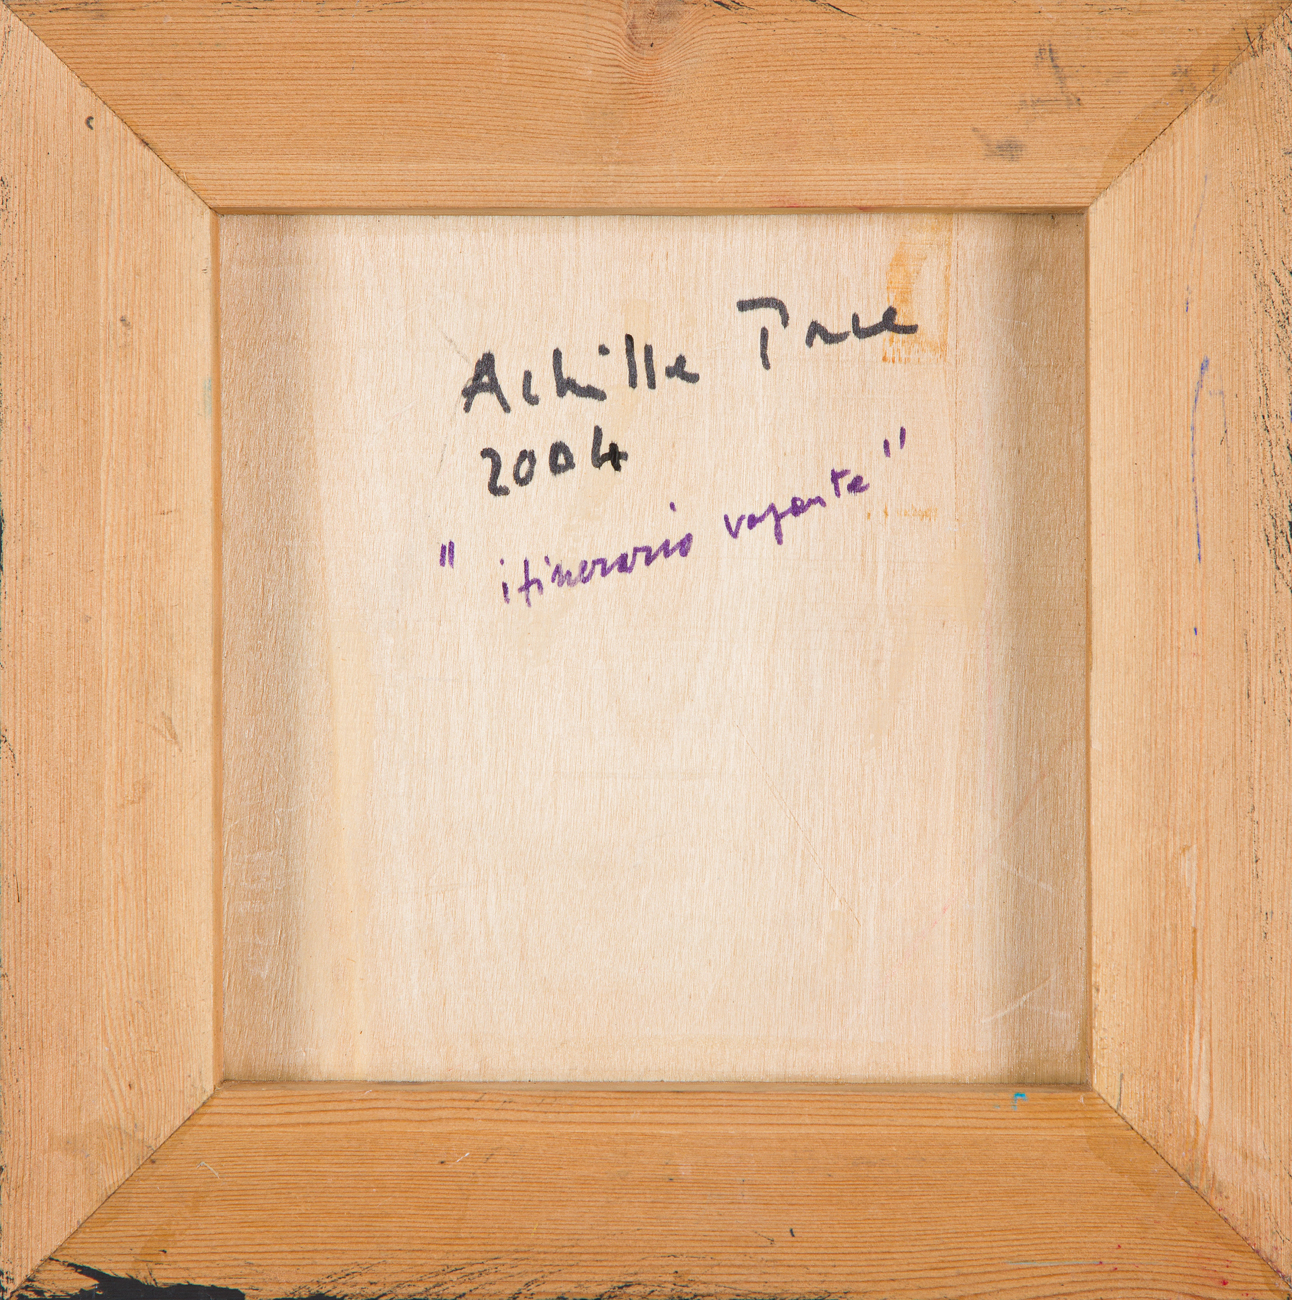 Achille Pace
2004
"itinerario vagante"